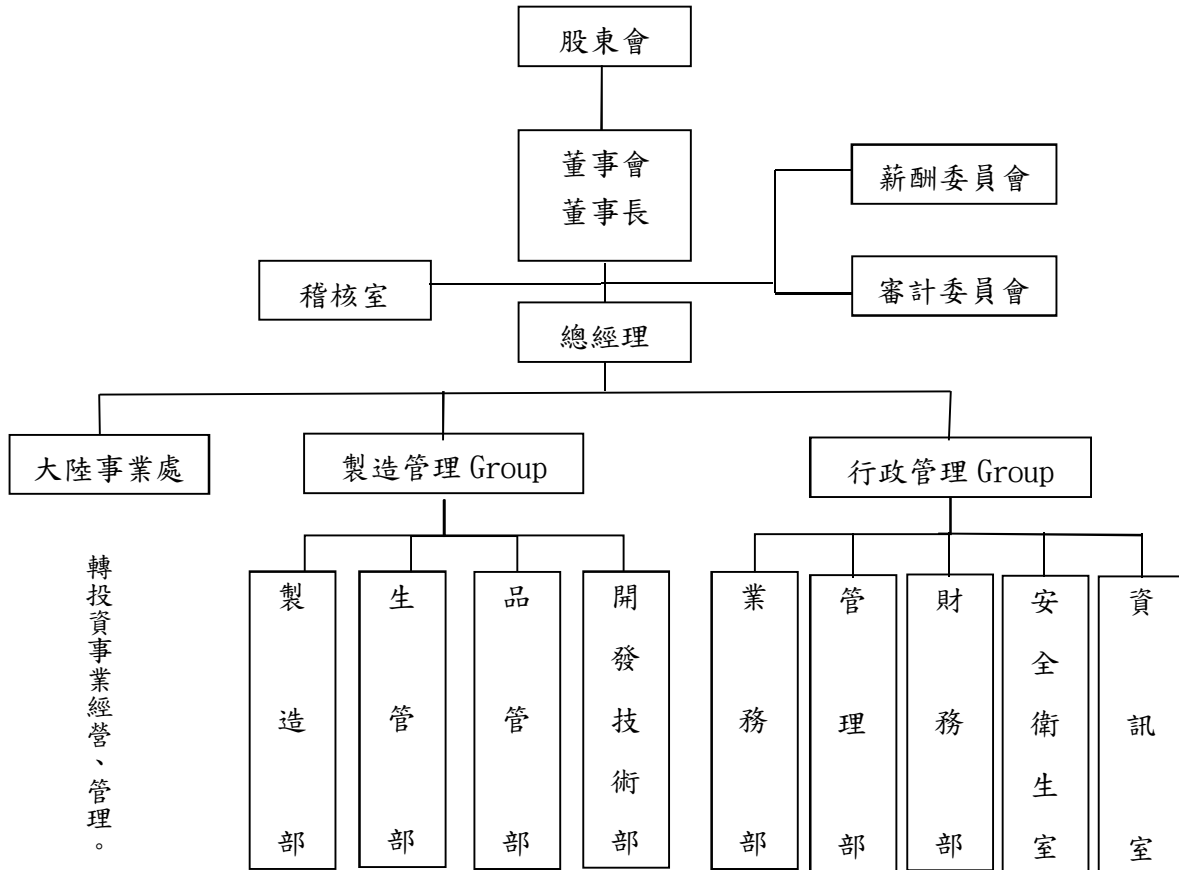 股東會
董事會
董事長
薪酬委員會
稽核室
審計委員會
總經理
大陸事業處
製造管理 Group
行政管理 Group
轉投資事業經營、管理。
製造部
生管部
品管部
開發技術部
業務部
管理部
財務部
安全衛生室
資訊室